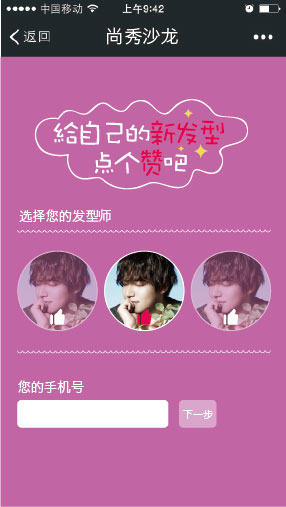 中国移动 上午9:42
返回 尚秀沙龙
給自己的新发型
点个赞吧
选择您的发型师
您的手机号
下一步